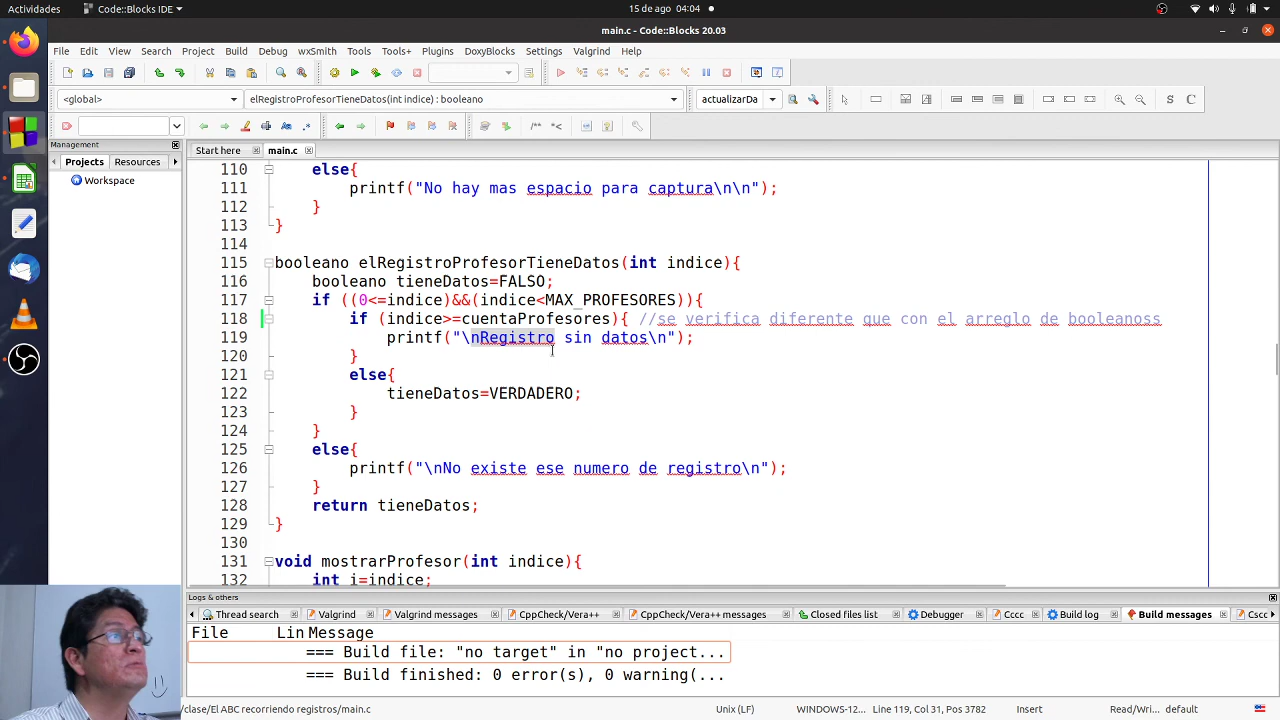 Actividades
Code::Blocks IDE
15 de ago 04:04
main.c - Code::Blocks 20.03
File Edit View Search Project Build Debug wxSmith Tools Tools+ Plugins DoxyBlocks Settings Valgrind Help
<global>
elRegistroProfesorTieneDatos(int indice) : booleano
S C
/** *<
Management
Projects Resources
Workspace
Start here main.c
110 else{
111 printf("No hay mas espacio para captura\n\n");
112 }
113 }
114
115 booleano elRegistroProfesorTieneDatos(int indice){
116 booleano tieneDatos=FALSO;
117 if ((0<=indice)&&(indice<MAX_PROFESORES)){
118 if (indice>=cuentaProfesores){ //se verifica diferente que con el arreglo de booleanoss
119 printf("\nRegistro sin datos\n");
120 }
121 else{
122 tieneDatos=VERDADERO;
123 }
124 }
125 else{
126 printf("\nNo existe ese numero de registro\n");
127 }
128 return tieneDatos;
129 }
130
131 void mostrarProfesor(int indice){
132 int i=indice;
Logs & others
Thread search Valgrind Valgrind messages CppCheck/Vera++ CppCheck/Vera++ messages Closed files list Debugger Cccc Build log Build messages
File Lin Message
=== Build file: "no target" in "no project...
=== Build finished: 0 error(s), 0 warning(...
/clase/El ABC recorriendo registros/main.c Unix (LF) WINDOWS-12... Line 119, Col 31, Pos 3782 Insert Read/Wri... default